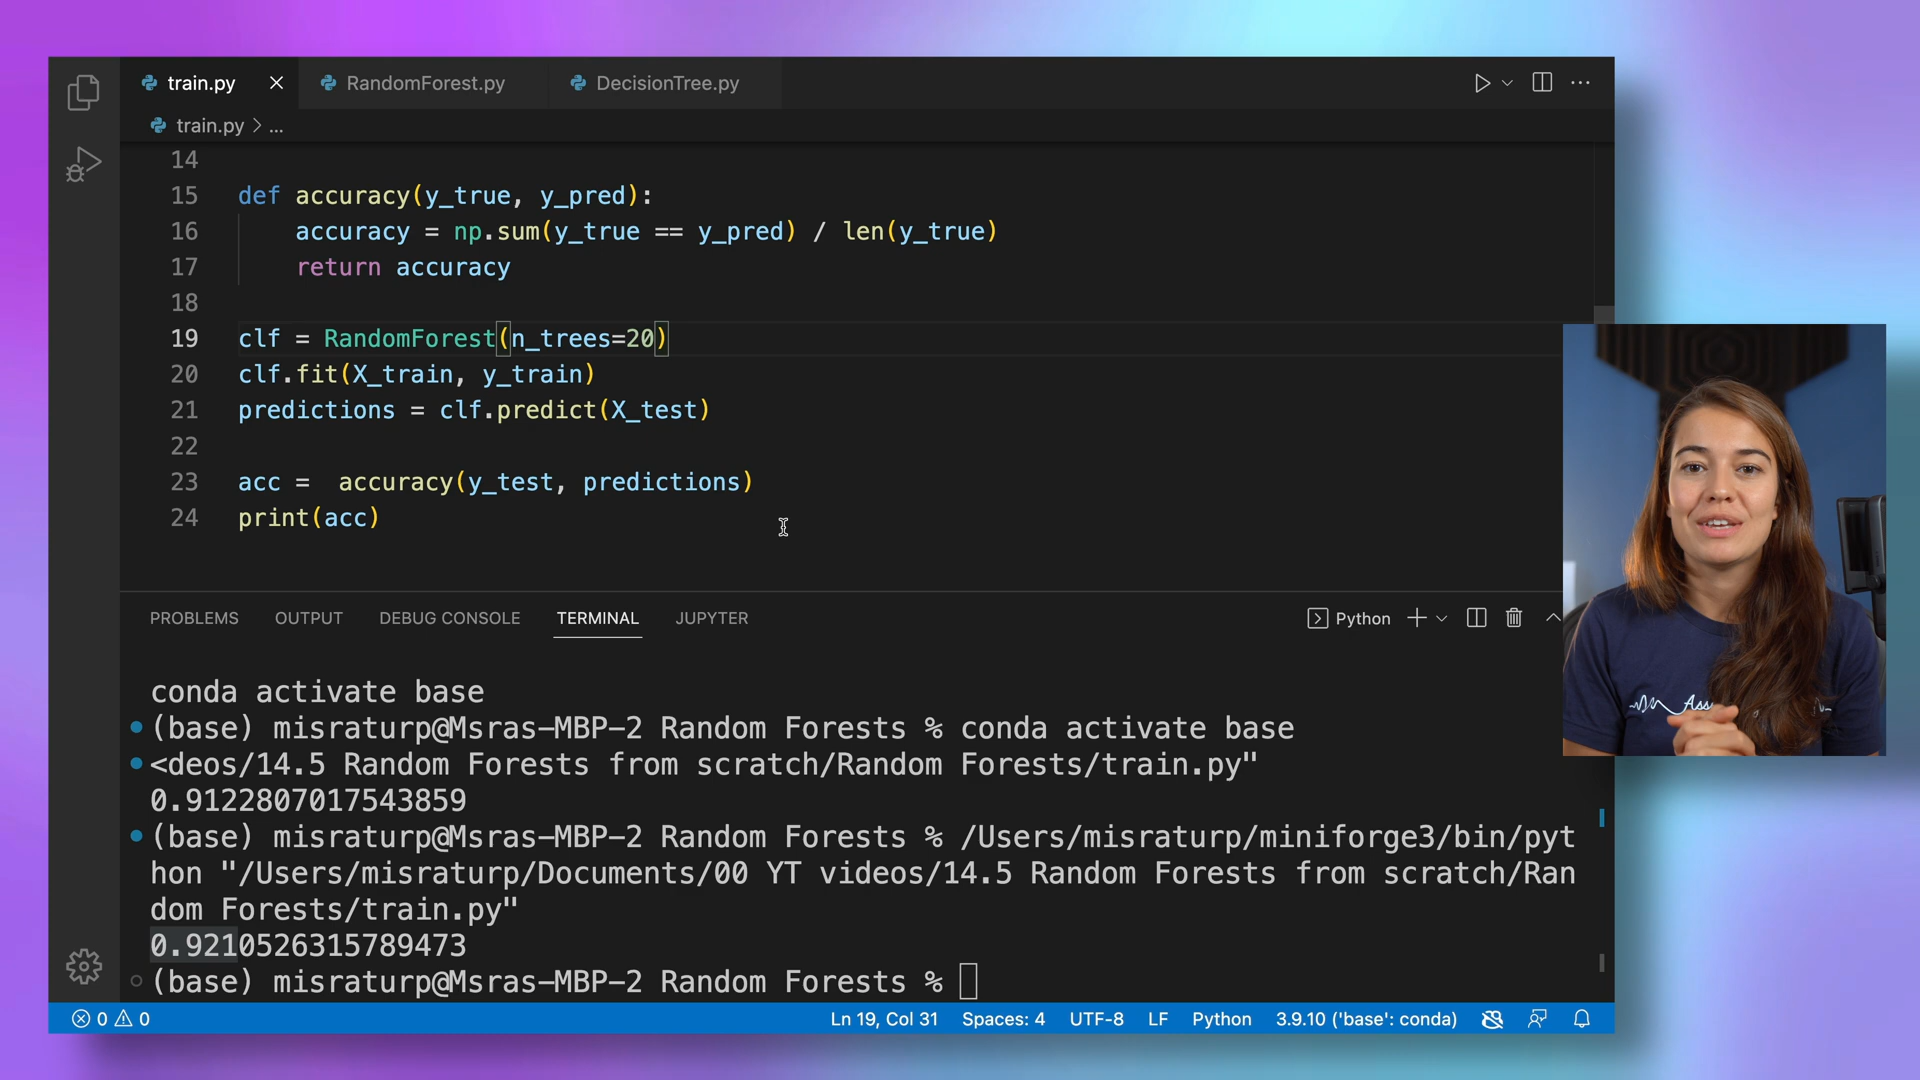 train.py
RandomForest.py
DecisionTree.py
train.py > ...
14
15 def accuracy(y_true, y_pred):
16 accuracy = np.sum(y_true == y_pred) / len(y_true)
17 return accuracy
18
19 clf = RandomForest(n_trees=20)
20 clf.fit(X_train, y_train)
21 predictions = clf.predict(X_test)
22
23 acc =  accuracy(y_test, predictions)
24 print(acc)
PROBLEMS OUTPUT DEBUG CONSOLE TERMINAL JUPYTER Python
conda activate base
(base) misraturp@Msras-MBP-2 Random Forests % conda activate base
<deos/14.5 Random Forests from scratch/Random Forests/train.py"
0.9122807017543859
(base) misraturp@Msras-MBP-2 Random Forests % /Users/misraturp/miniforge3/bin/pyt
hon "/Users/misraturp/Documents/00 YT videos/14.5 Random Forests from scratch/Ran
dom Forests/train.py"
0.9210526315789473
(base) misraturp@Msras-MBP-2 Random Forests %
0 0 Ln 19, Col 31 Spaces: 4 UTF-8 LF Python 3.9.10 ('base': conda)